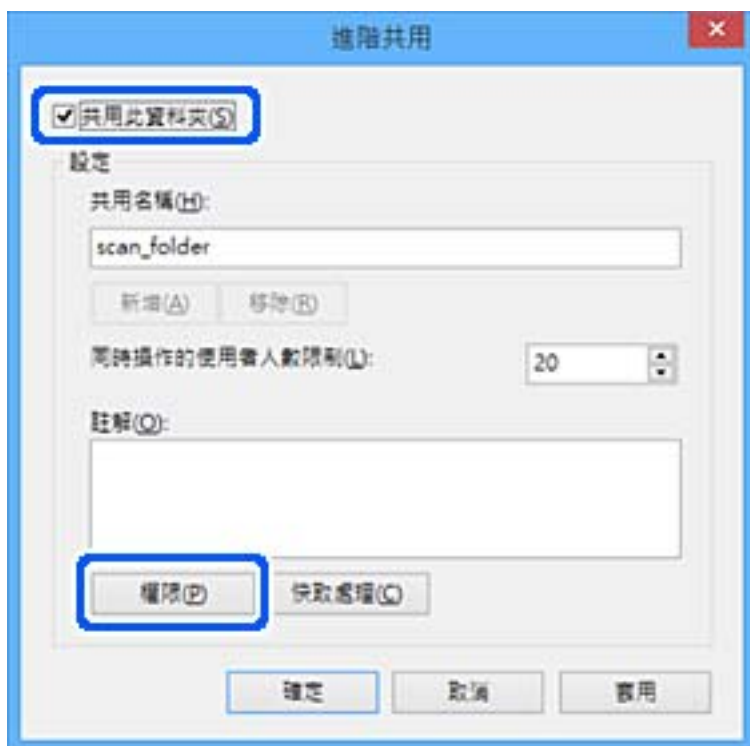 進階共用
共用此資料夾(S)
設定
共用名稱(H):
scan_folder
新增(A) 移除(R)
同時操作的使用者人數限制(L): 20
註解(O):
權限(P) 快取處理(C)
確定 取消 套用